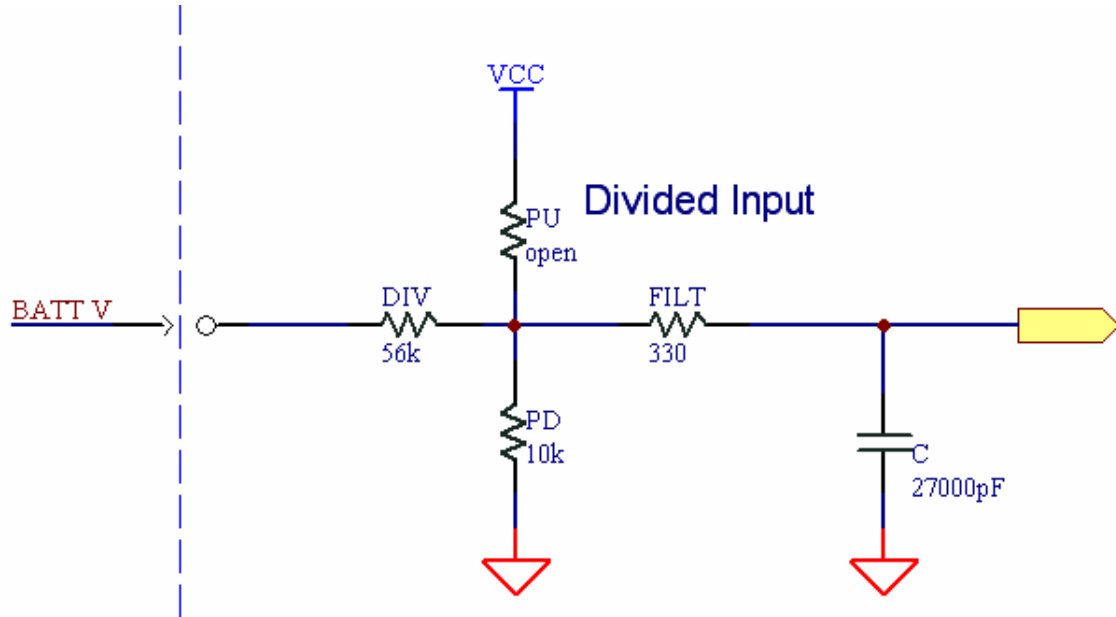 VCC
Divided Input
PU
open
BATT V
DIV
56k
FILT
330
PD
10k
C
27000pF